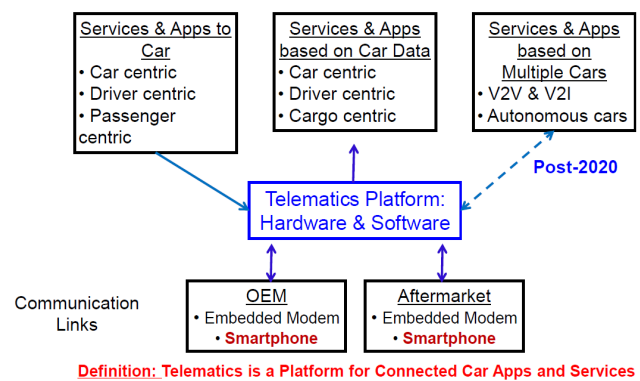 Services & Apps to
Car
• Car centric
• Driver centric
• Passenger
centric
Services & Apps
based on Car Data
• Car centric
• Driver centric
• Cargo centric
Services & Apps
based on
Multiple Cars
• V2V & V2I
• Autonomous cars
Post-2020
Telematics Platform:
Hardware & Software
Communication
Links
OEM
• Embedded Modem
• Smartphone
Aftermarket
• Embedded Modem
• Smartphone
Definition: Telematics is a Platform for Connected Car Apps and Services